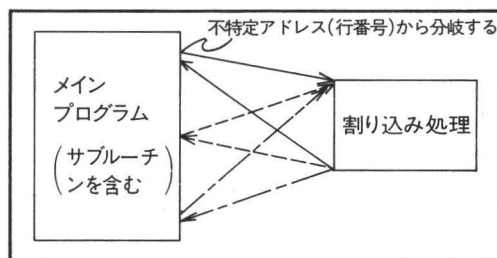 不特定アドレス(行番号)から分岐する
メイン
プログラム
(サブルーチ
ンを含む)
割り込み処理